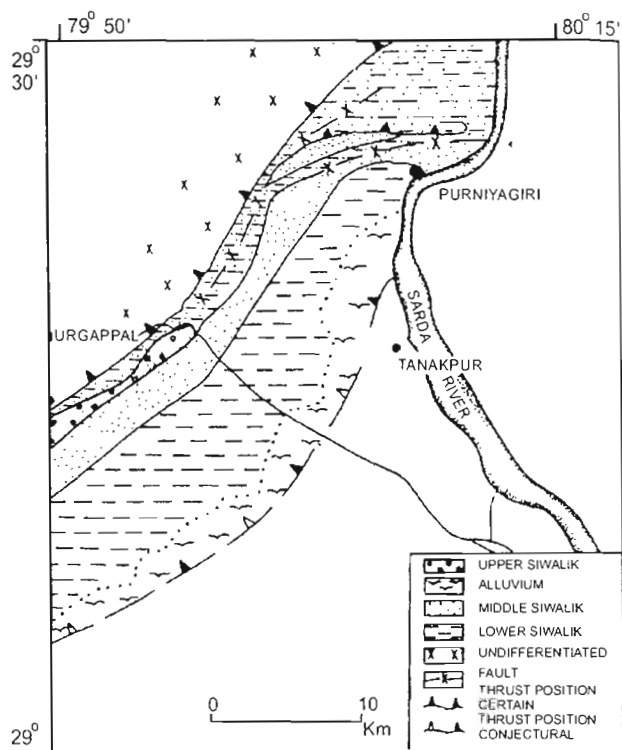 79° 50'
80° 15'
29°
30'
PURNIYAGIRI
URGAPPAL
SARDA
RIVER
TANAKPUR
UPPER SIWALIK
ALLUVIUM
MIDDLE SIWALIK
LOWER SIWALIK
x x UNDIFFERENTIATED
x FAULT
THRUST POSITION
CERTAIN
THRUST POSITION
CONJECTURAL
0 10
Km
29°